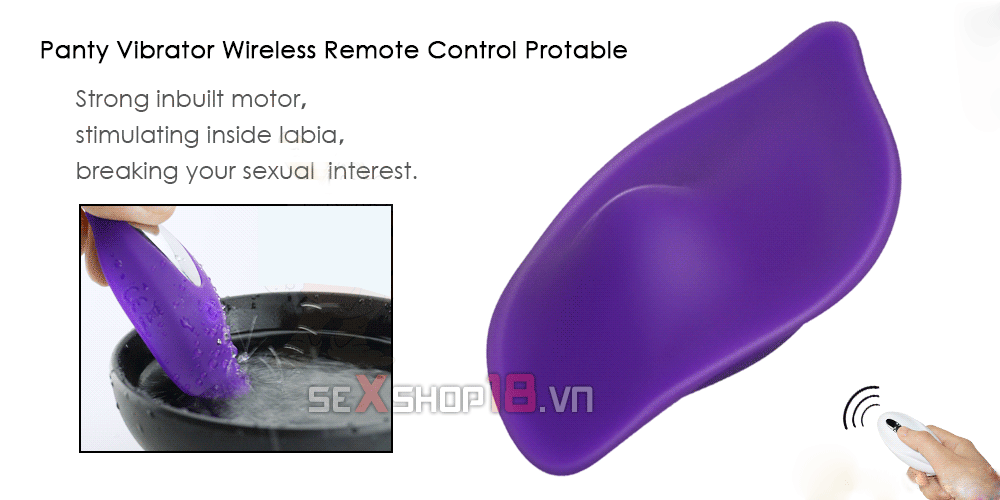 Panty Vibrator Wireless Remote Control Protable
Strong inbuilt motor,
stimulating inside labia,
breaking your sexual interest.
sexshop18.vn